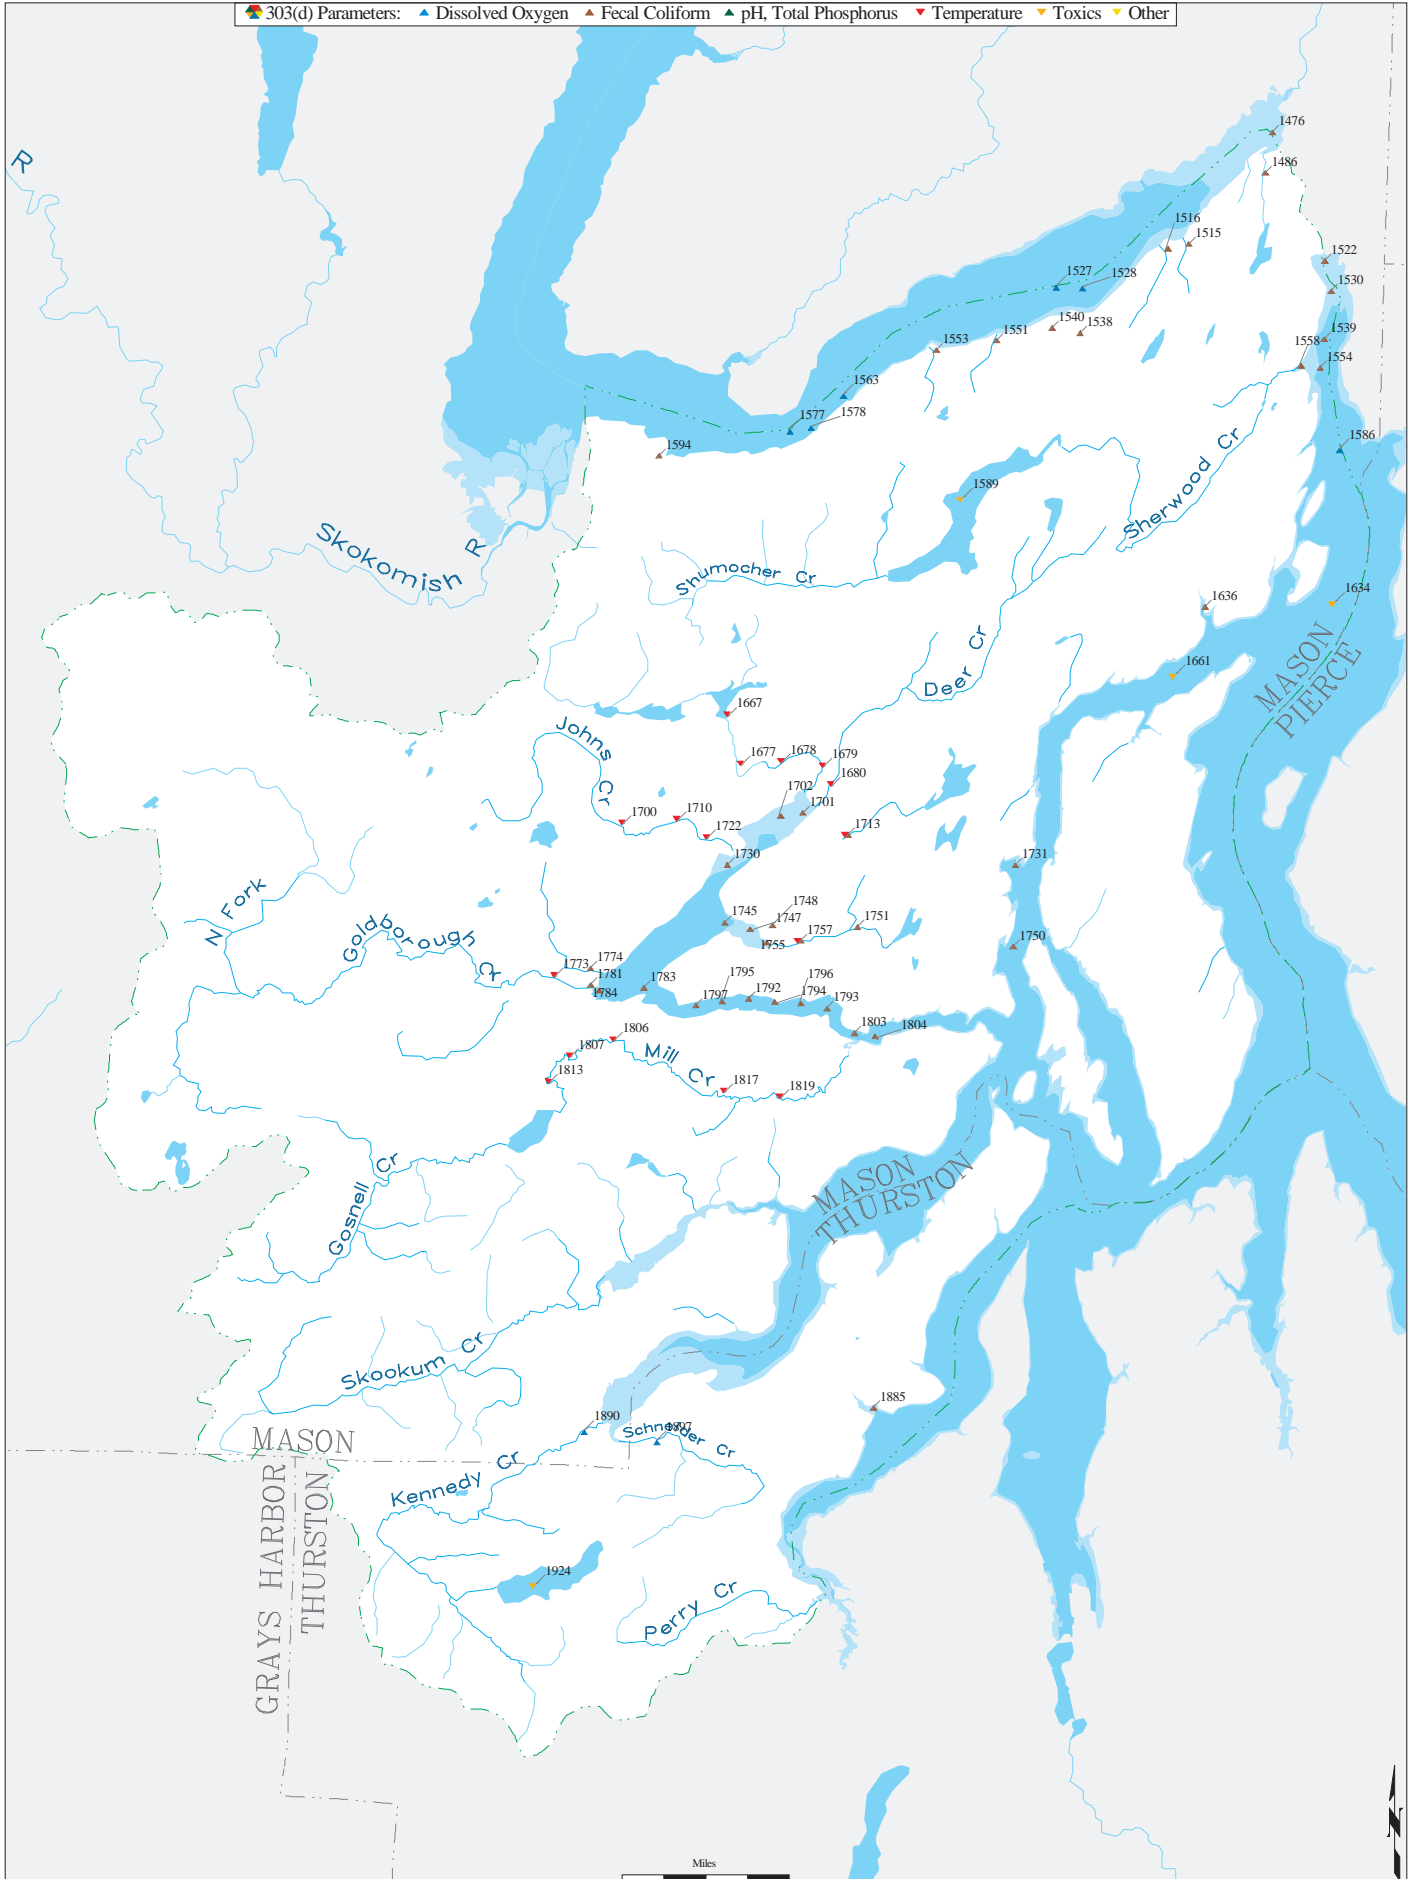 303(d) Parameters: Dissolved Oxygen Fecal Coliform pH, Total Phosphorus Temperature Toxics Other
1476
R
1486
1516
1515
1522
1527
1528
1530
1540
1538
1539
1553
1551
1558
1554
1563
1577
1578
1594
1586
Sherwood Cr
1589
Skokomish R
Shumocher Cr
1634
1636
Deer Cr
MASON
PIERCE
1661
1667
Johns Cr
1677
1678
1679
1680
1702
1701
1700
1710
1722
1713
1730
1731
N Fork
Goldborough Cr
1745
1748
1747
1751
1755
1757
1750
1773
1774
1781
1784
1783
1795
1797
1792
1796
1794
1793
1803
1804
1806
1807
Mill Cr
1813
1817
1819
Gosnell Cr
MASON
THURSTON
Skookum Cr
1885
1890
Schneider Cr
1897
MASON
Kennedy Cr
GRAYS HARBOR
THURSTON
1924
Perry Cr
Miles
N